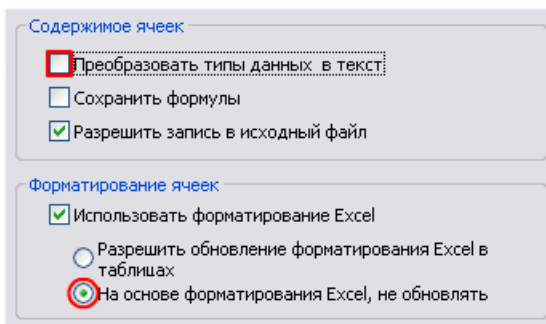 Содержимое ячеек
Преобразовать типы данных в текст
Сохранить формулы
Разрешить запись в исходный файл
Форматирование ячеек
Использовать форматирование Excel
Разрешить обновление форматирования Excel в
таблицах
На основе форматирования Excel, не обновлять